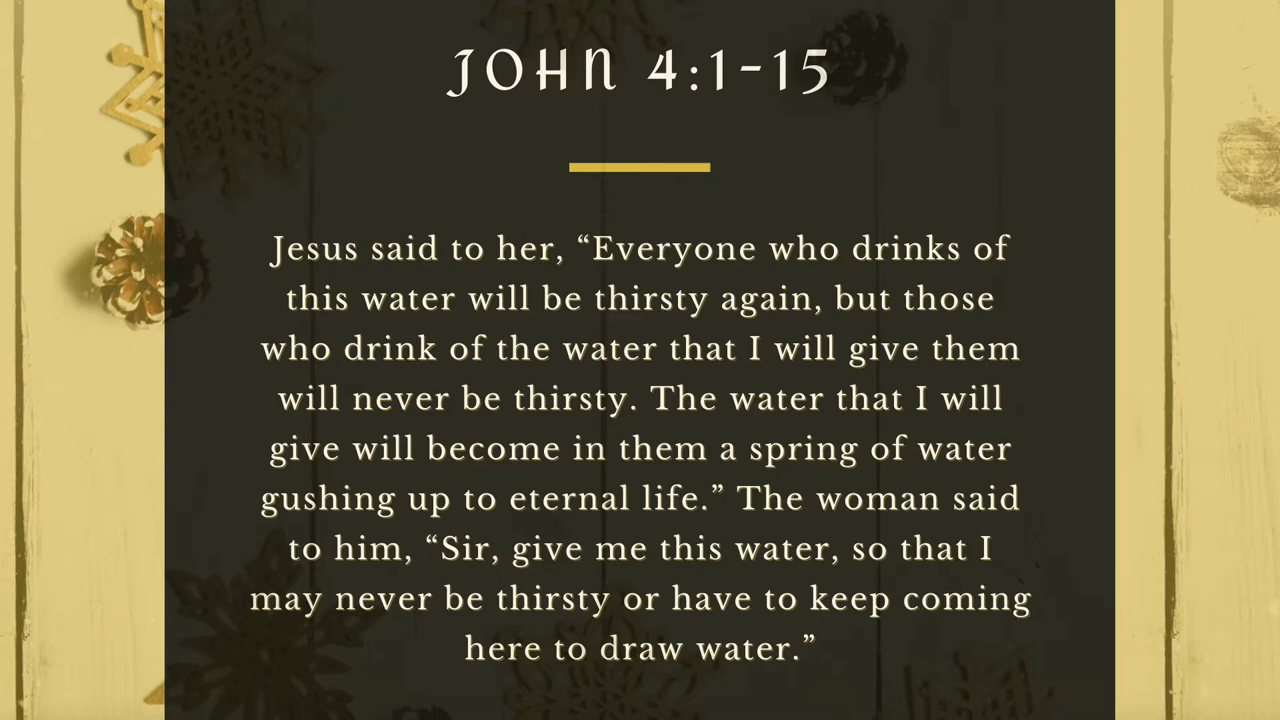 JOHN 4:1-15
Jesus said to her, “Everyone who drinks of
this water will be thirsty again, but those
who drink of the water that I will give them
will never be thirsty. The water that I will
give will become in them a spring of water
gushing up to eternal life.” The woman said
to him, “Sir, give me this water, so that I
may never be thirsty or have to keep coming
here to draw water.”